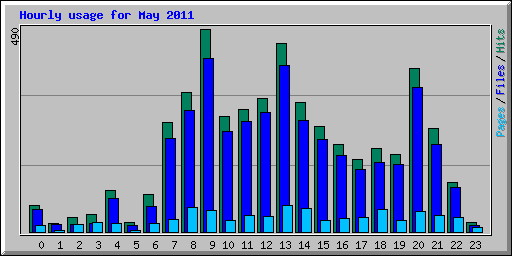 Hourly usage for May 2011
490
Pages/Files/Hits
0 1 2 3 4 5 6 7 8 9 10 11 12 13 14 15 16 17 18 19 20 21 22 23